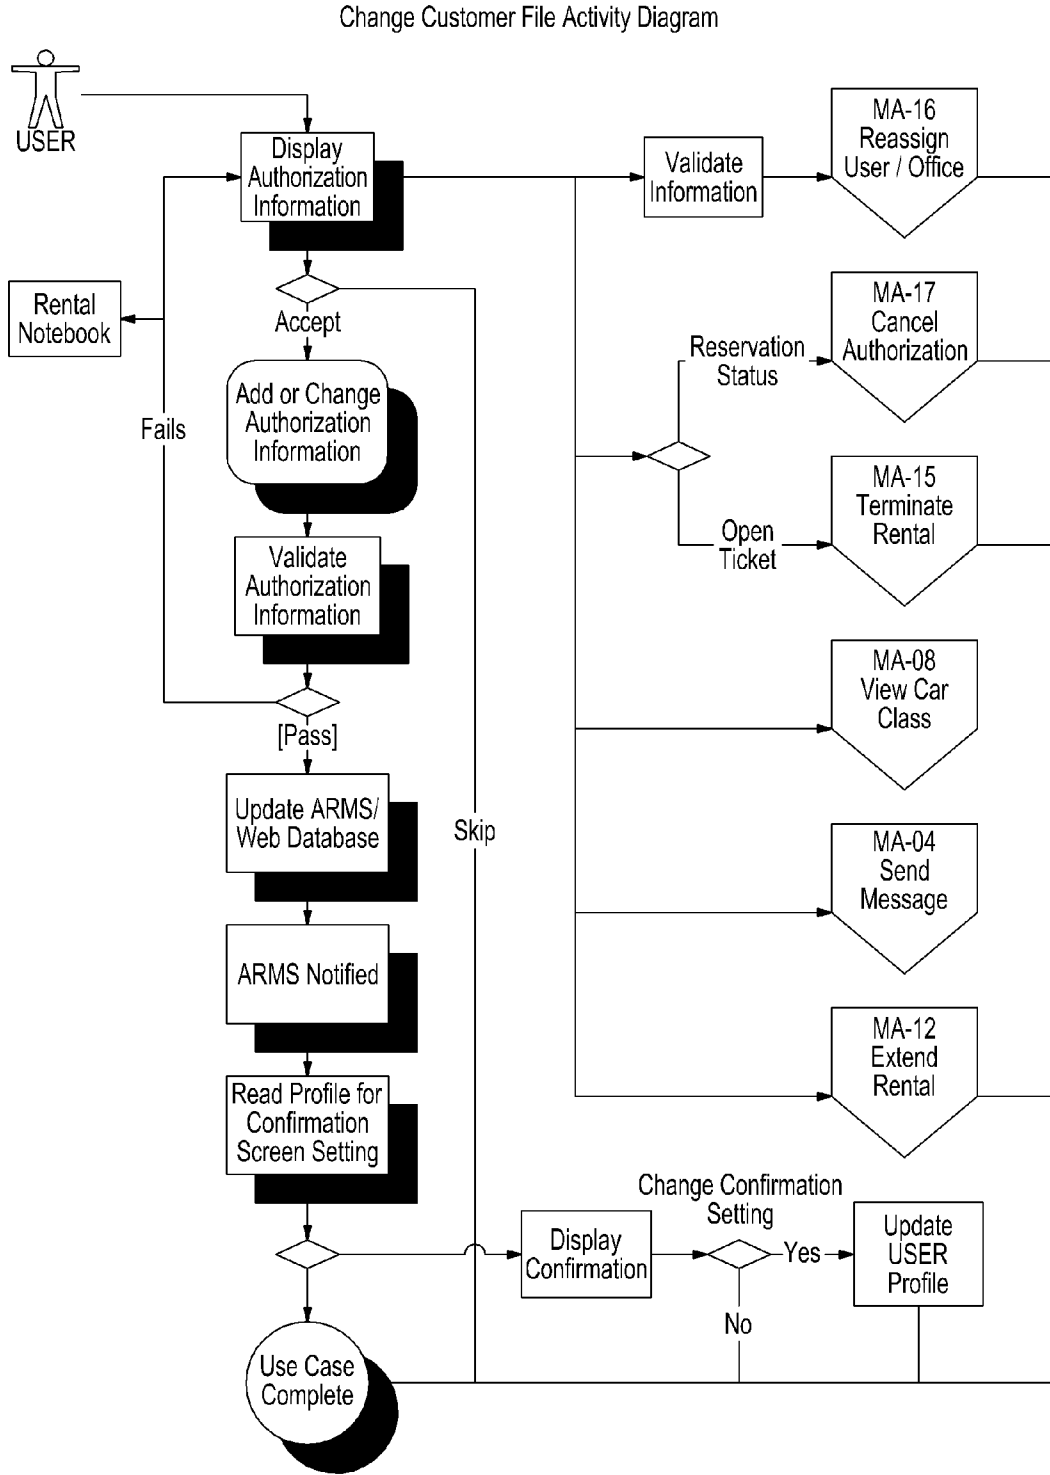 Change Customer File Activity Diagram
USER
Display
Authorization
Information
Validate
Information
MA-16
Reassign
User / Office
Rental
Notebook
Accept
MA-17
Cancel
Authorization
Reservation
Status
Add or Change
Authorization
Information
Fails
MA-15
Terminate
Rental
Open
Ticket
Validate
Authorization
Information
[Pass]
MA-08
View Car
Class
Update ARMS/
Web Database
Skip
MA-04
Send
Message
ARMS Notified
MA-12
Extend
Rental
Read Profile for
Confirmation
Screen Setting
Change Confirmation
Setting
Display
Confirmation
Yes
Update
USER
Profile
No
Use Case
Complete